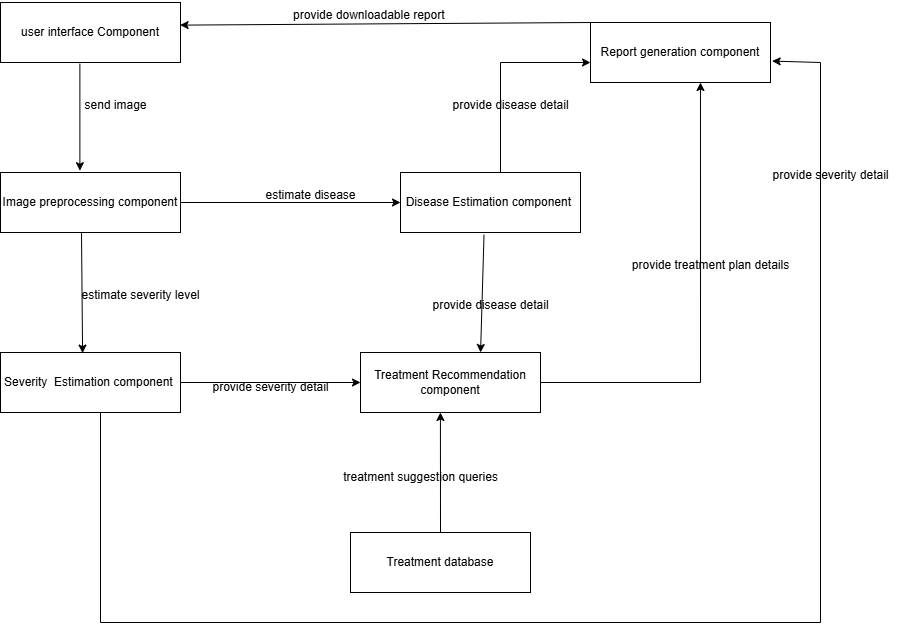 provide downloadable report
user interface Component
Report generation component
send image
provide disease detail
provide severity detail
Image preprocessing component
estimate disease
Disease Estimation component
provide treatment plan details
estimate severity level
provide disease detail
Severity  Estimation component
provide severity detail
Treatment Recommendation
component
treatment suggestion queries
Treatment database